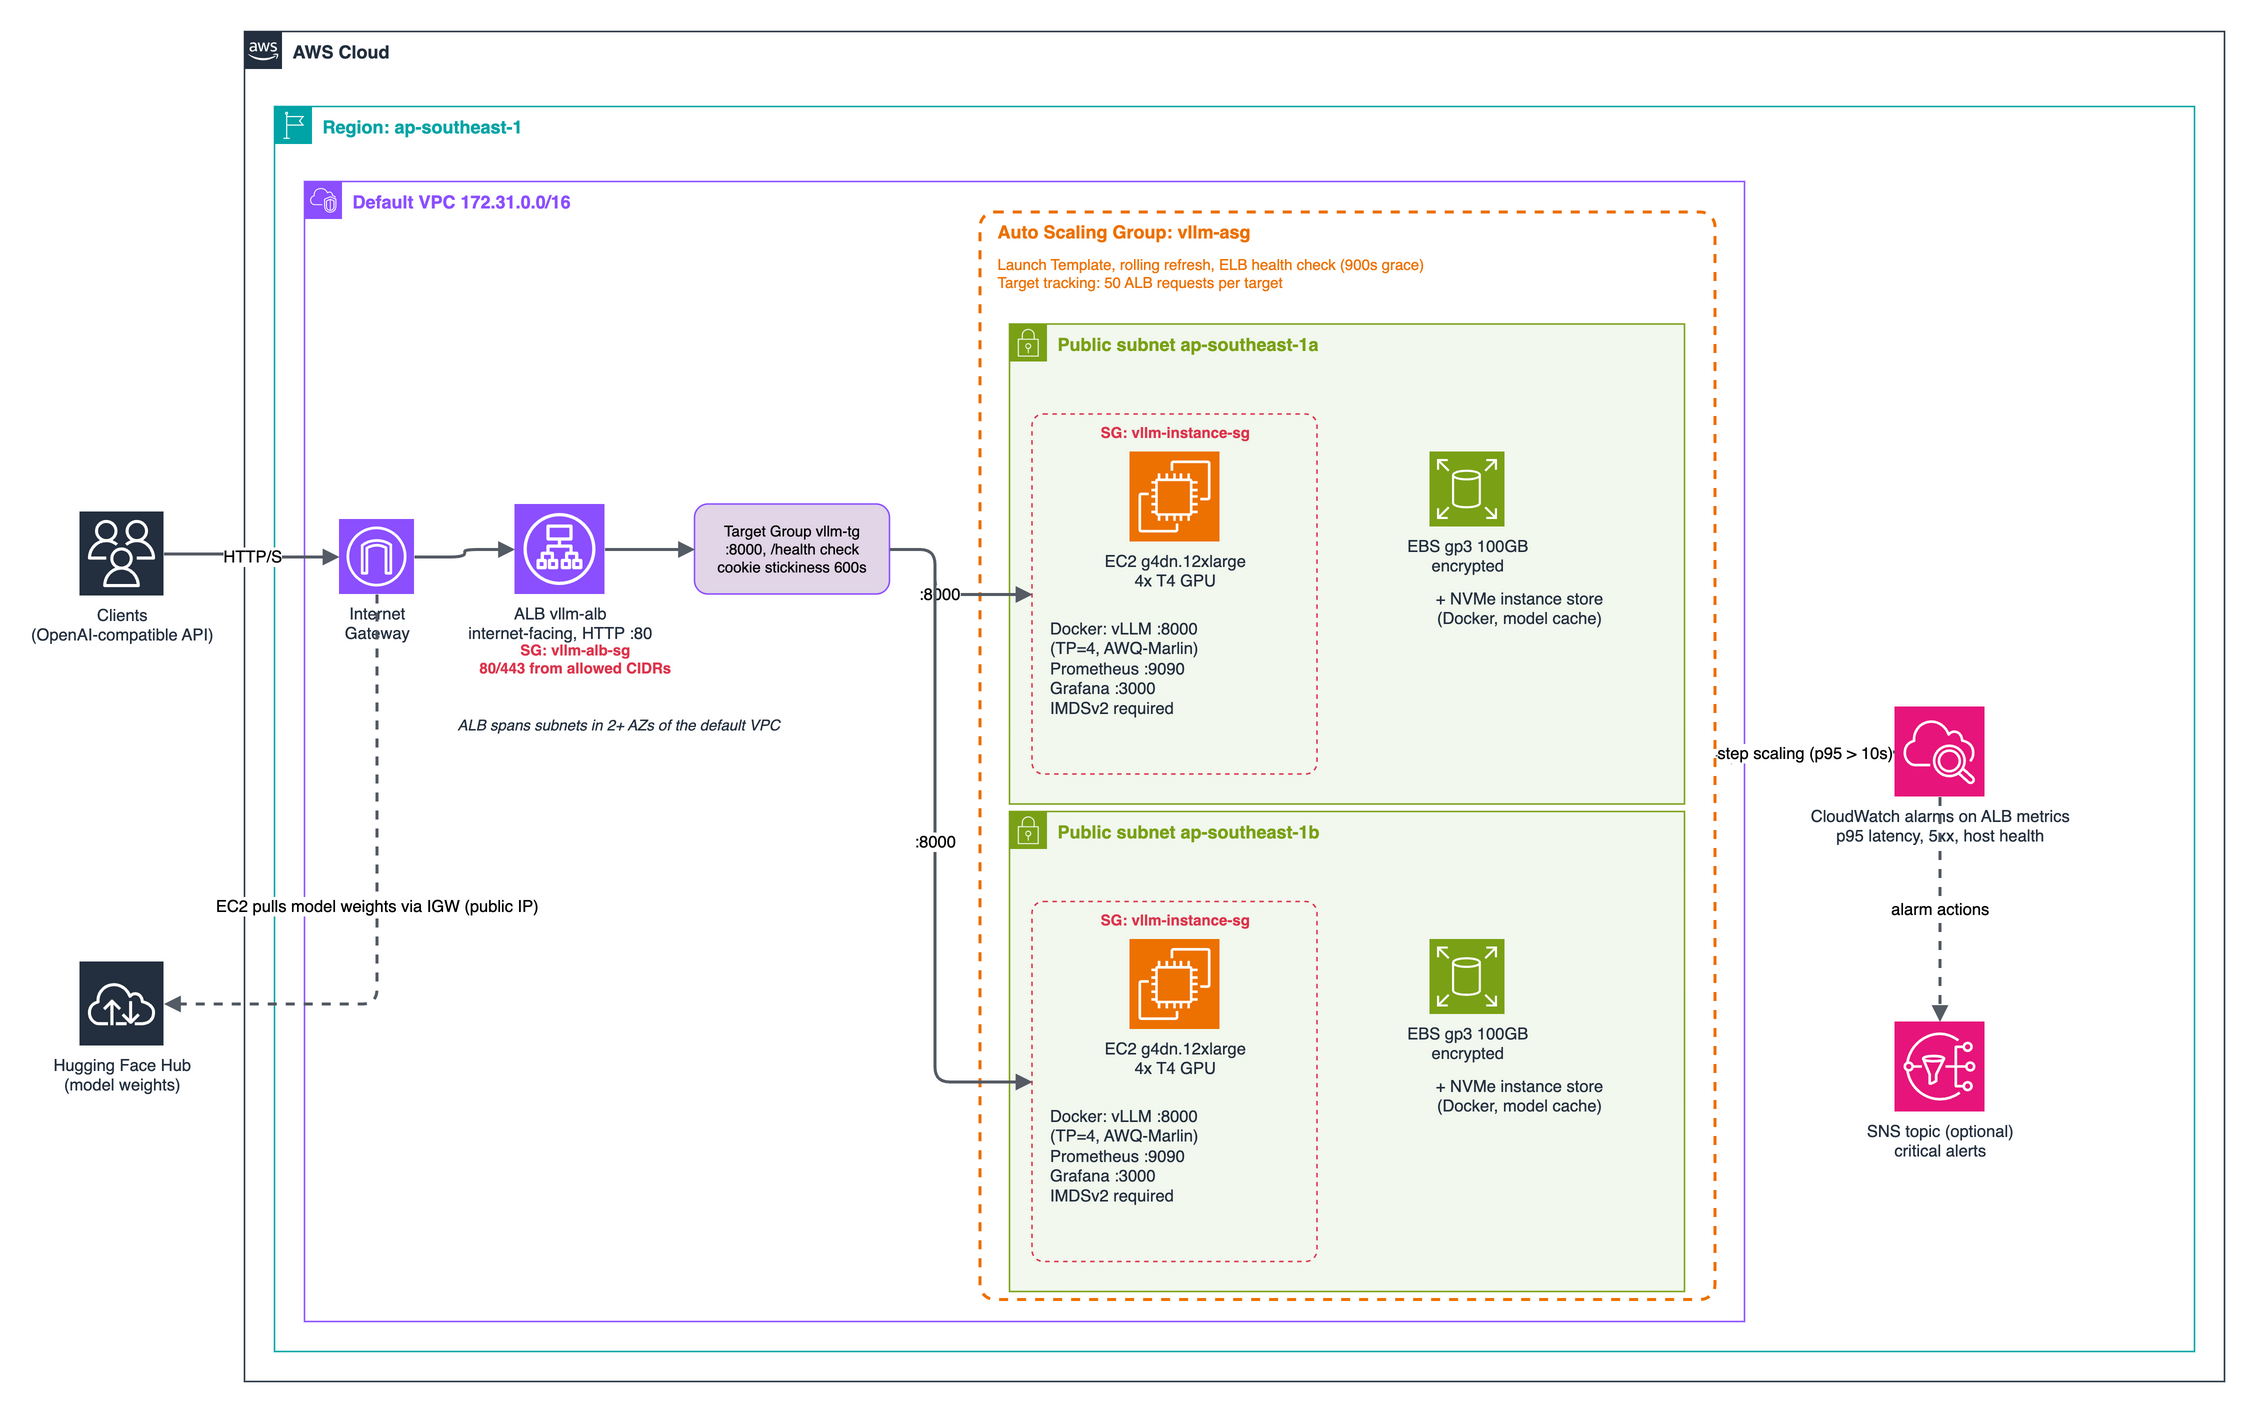 aws
AWS Cloud
Region: ap-southeast-1
Default VPC 172.31.0.0/16
Auto Scaling Group: vllm-asg
Launch Template, rolling refresh, ELB health check (900s grace)
Target tracking: 50 ALB requests per target
Public subnet ap-southeast-1a
SG: vllm-instance-sg
EC2 g4dn.12xlarge
4x T4 GPU
Docker: vLLM :8000
(TP=4, AWQ-Marlin)
Prometheus :9090
Grafana :3000
IMDSv2 required
EBS gp3 100GB
encrypted
+ NVMe instance store
(Docker, model cache)
Clients
(OpenAI-compatible API)
HTTP/S
Internet
Gateway
ALB vllm-alb
internet-facing, HTTP :80
SG: vllm-alb-sg
80/443 from allowed CIDRs
Target Group vllm-tg
:8000, /health check
cookie stickiness 600s
:8000
ALB spans subnets in 2+ AZs of the default VPC
:8000
step scaling (p95 > 10s)
CloudWatch alarms on ALB metrics
p95 latency, 5xx, host health
alarm actions
SNS topic (optional)
critical alerts
EC2 pulls model weights via IGW (public IP)
Hugging Face Hub
(model weights)
Public subnet ap-southeast-1b
SG: vllm-instance-sg
EC2 g4dn.12xlarge
4x T4 GPU
Docker: vLLM :8000
(TP=4, AWQ-Marlin)
Prometheus :9090
Grafana :3000
IMDSv2 required
EBS gp3 100GB
encrypted
+ NVMe instance store
(Docker, model cache)